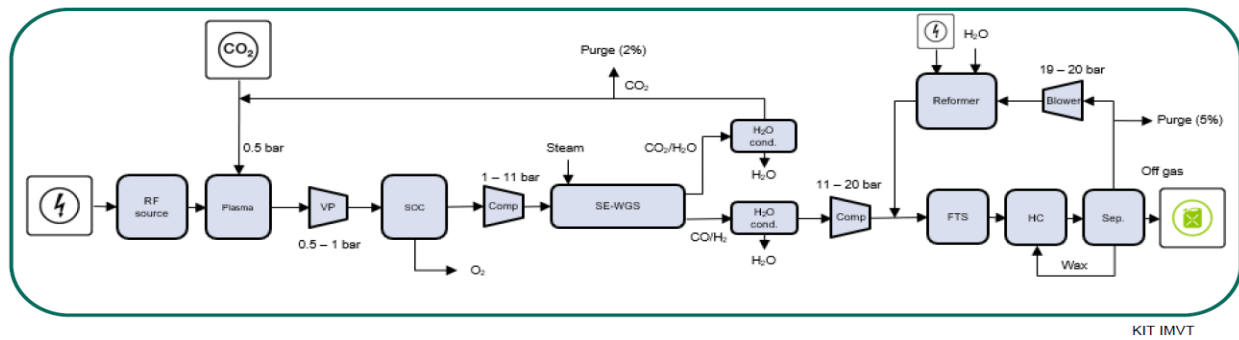 CO₂
Purge (2%)
CO₂
H₂O
19 – 20 bar
Reformer
Blower
Purge (5%)
0.5 bar
H₂O
cond.
CO₂/H₂O
H₂O
Steam
1 – 11 bar
11 – 20 bar
Off gas
RF
source
Plasma
VP
SOC
Comp
SE-WGS
H₂O
cond.
Comp
FTS
HC
Sep.
0.5 – 1 bar
CO/H₂
H₂O
O₂
Wax
KIT IMVT